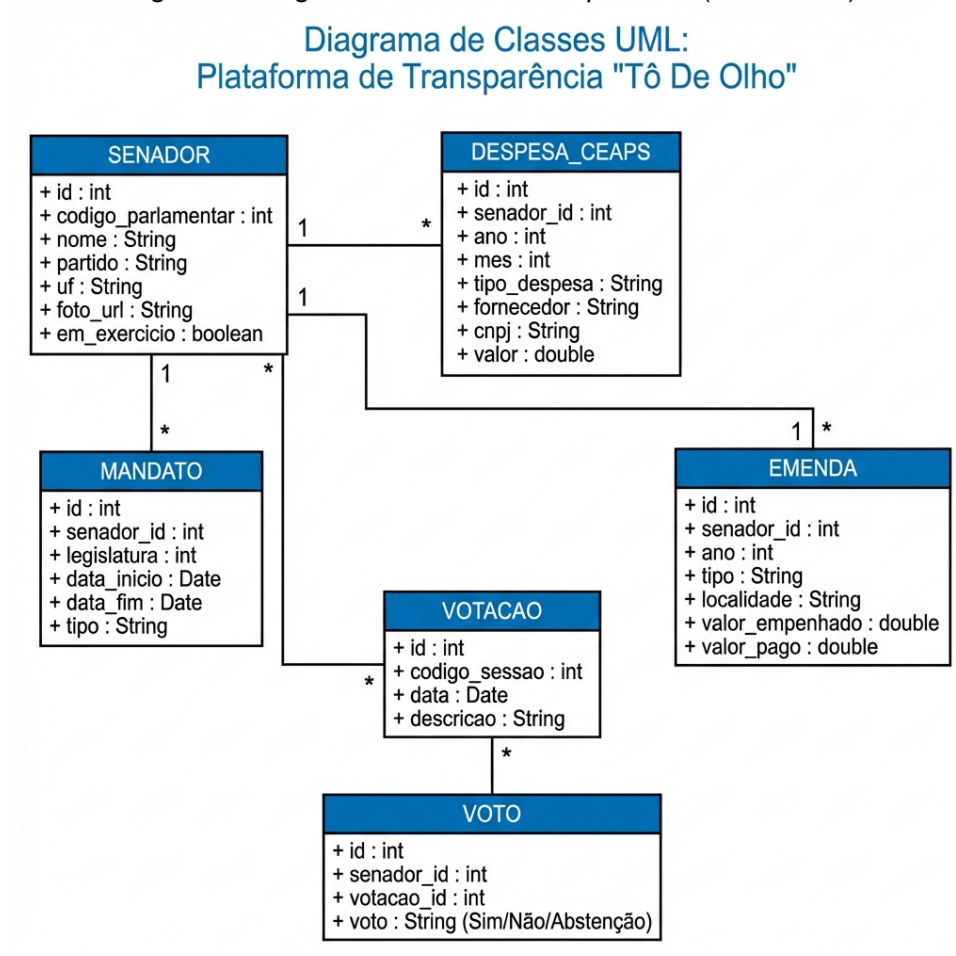 Diagrama de Classes UML:
Plataforma de Transparência "Tô De Olho"
SENADOR
+ id : int
+ codigo_parlamentar : int
+ nome : String
+ partido : String
+ uf : String
+ foto_url : String
+ em_exercicio : boolean
1
*
1
1
*
*
DESPESA_CEAPS
+ id : int
+ senador_id : int
+ ano : int
+ mes : int
+ tipo_despesa : String
+ fornecedor : String
+ cnpj : String
+ valor : double
MANDATO
+ id : int
+ senador_id : int
+ legislatura : int
+ data_inicio : Date
+ data_fim : Date
+ tipo : String
1 *
EMENDA
+ id : int
+ senador_id : int
+ ano : int
+ tipo : String
+ localidade : String
+ valor_empenhado : double
+ valor_pago : double
*
VOTACAO
+ id : int
+ codigo_sessao : int
+ data : Date
+ descricao : String
*
VOTO
+ id : int
+ senador_id : int
+ votacao_id : int
+ voto : String (Sim/Não/Abstenção)